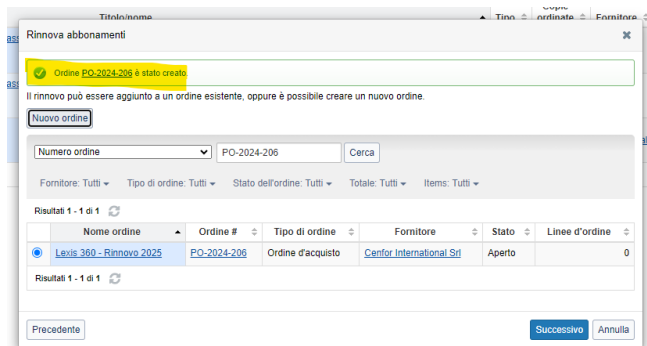 Titolo/nome Tipo Copie ordinate Fornitore
Rinnova abbonamenti
Ordine PO-2024-206 è stato creato.
Il rinnovo può essere aggiunto a un ordine esistente, oppure è possibile creare un nuovo ordine.
Nuovo ordine
Numero ordine PO-2024-206 Cerca
Fornitore: Tutti Tipo di ordine: Tutti Stato dell'ordine: Tutti Totale: Tutti Items: Tutti
Risultati 1 - 1 di 1
Nome ordine Ordine # Tipo di ordine Fornitore Stato Linee d'ordine
Lexis 360 - Rinnovo 2025 PO-2024-206 Ordine d'acquisto Cenfor International Srl Aperto 0
Risultati 1 - 1 di 1
Precedente Successivo Annulla